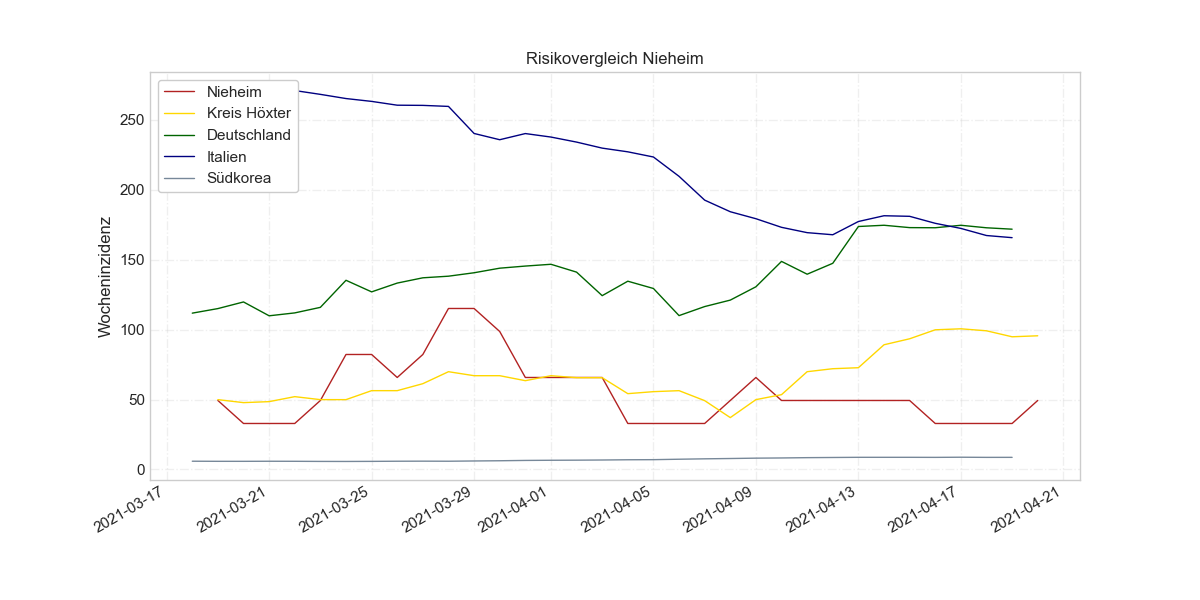 Risikovergleich Nieheim
Nieheim
Kreis Höxter
Deutschland
Italien
Südkorea
Wocheninzidenz
250
200
150
100
50
0
2021-03-17
2021-03-21
2021-03-25
2021-03-29
2021-04-01
2021-04-05
2021-04-09
2021-04-13
2021-04-17
2021-04-21